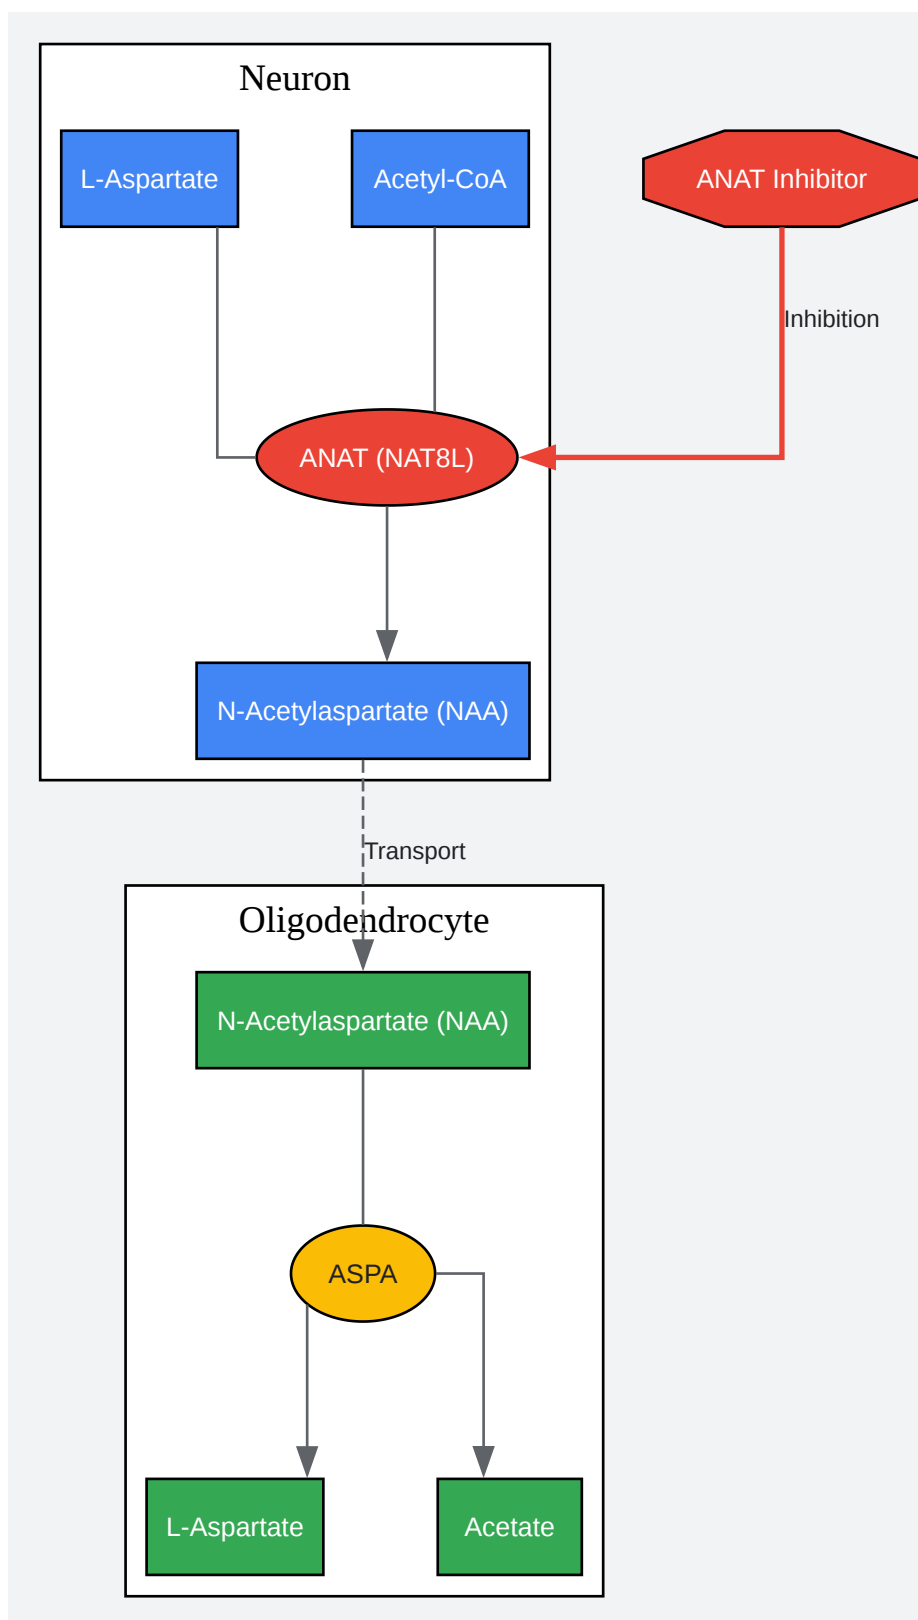 Neuron
L-Aspartate
Acetyl-CoA
ANAT Inhibitor
Inhibition
ANAT (NAT8L)
N-Acetylaspartate (NAA)
Transport
Oligodendrocyte
N-Acetylaspartate (NAA)
ASPA
L-Aspartate
Acetate